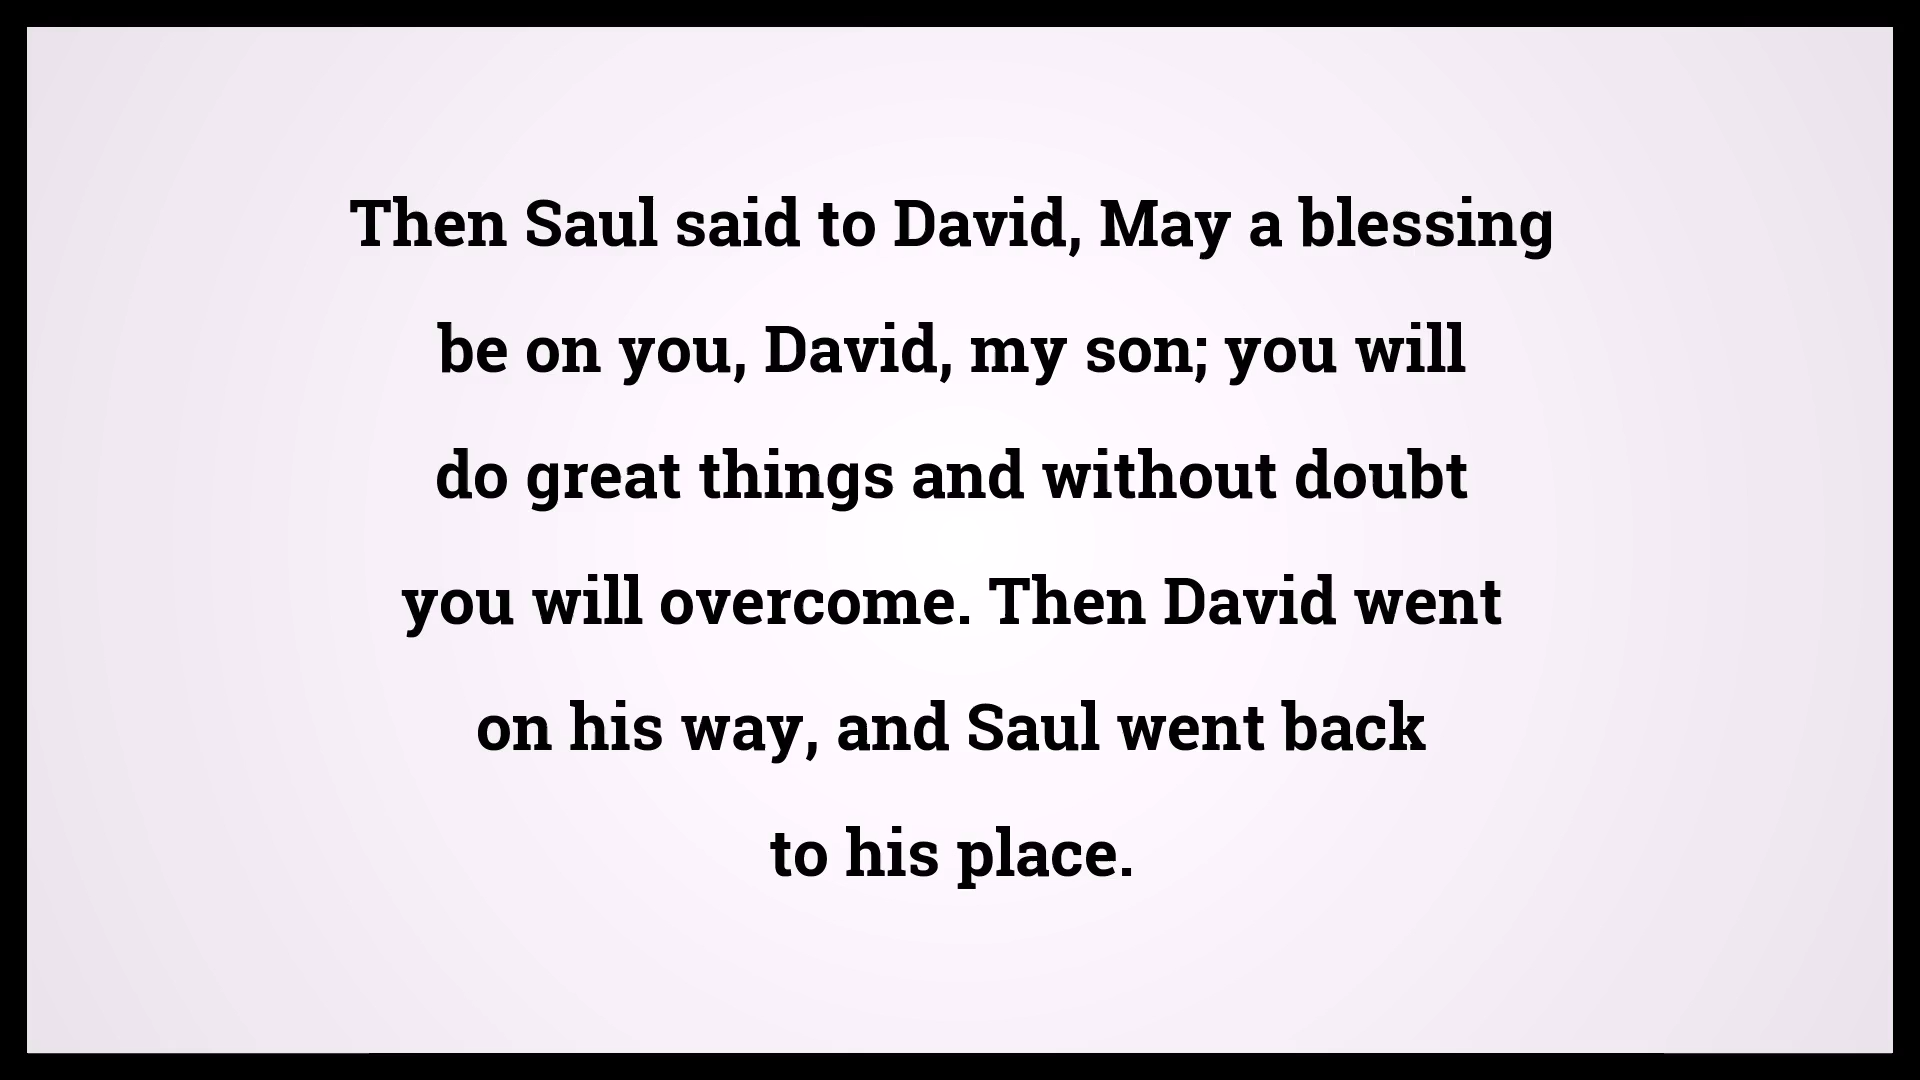 Then Saul said to David, May a blessing
be on you, David, my son; you will
do great things and without doubt
you will overcome. Then David went
on his way, and Saul went back
to his place.